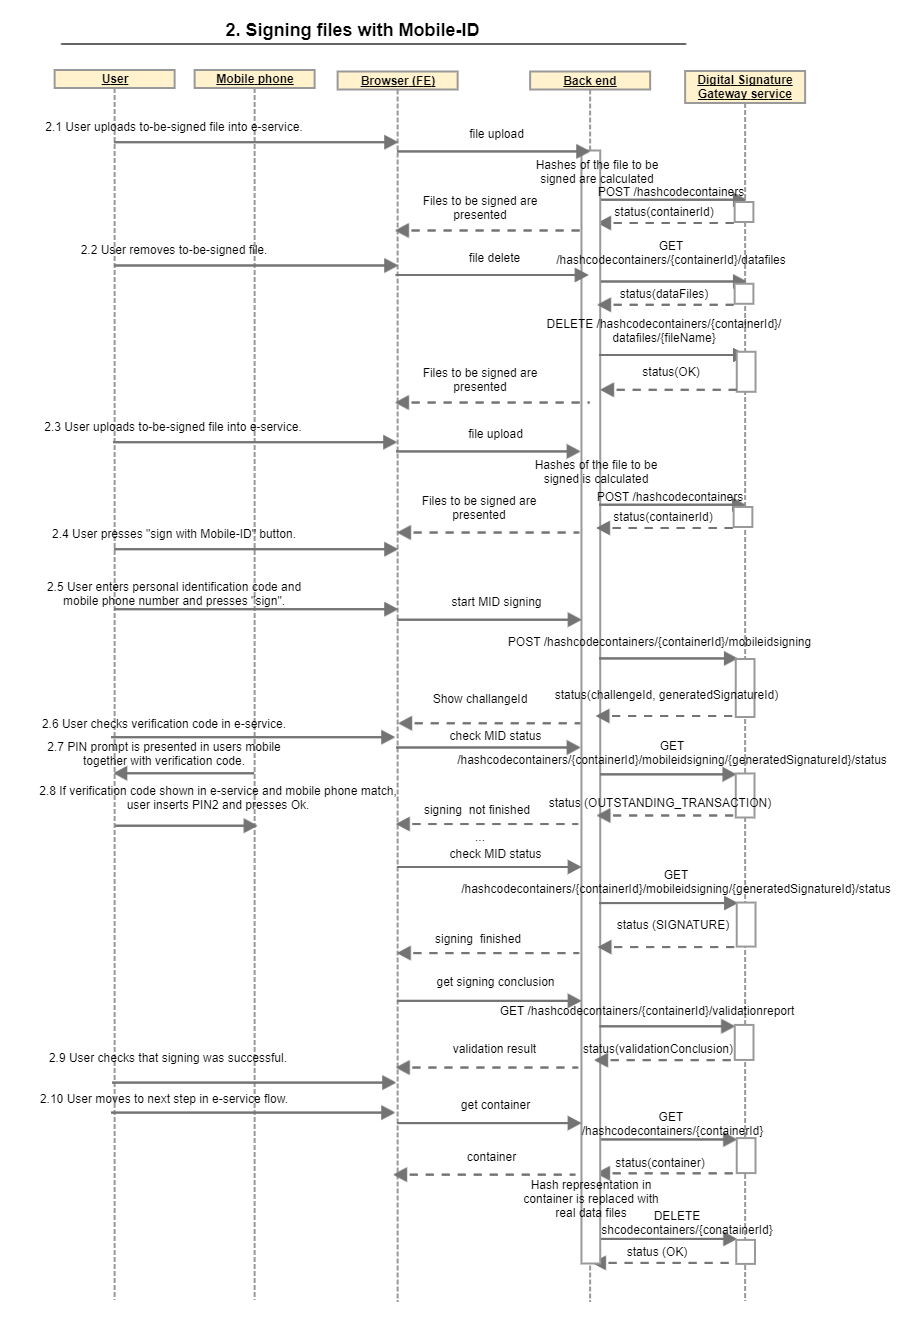 2. Signing files with Mobile-ID
User
Mobile phone
Browser (FE)
Back end
Digital Signature
Gateway service
2.1 User uploads to-be-signed file into e-service.
file upload
Hashes of the file to be
signed are calculated
POST /hashcodecontainers
Files to be signed are
presented
status(containerId)
2.2 User removes to-be-signed file.
file delete
GET
/hashcodecontainers/{containerId}/datafiles
status(dataFiles)
DELETE /hashcodecontainers/{containerId}/
datafiles/{fileName}
Files to be signed are
presented
status(OK)
2.3 User uploads to-be-signed file into e-service.
file upload
Hashes of the file to be
signed is calculated
POST /hashcodecontainers
Files to be signed are
presented
status(containerId)
2.4 User presses "sign with Mobile-ID" button.
2.5 User enters personal identification code and
mobile phone number and presses "sign".
start MID signing
POST /hashcodecontainers/{containerId}/mobileidsigning
Show challangeId
status(challengeId, generatedSignatureId)
2.6 User checks verification code in e-service.
check MID status
2.7 PIN prompt is presented in users mobile
together with verification code.
GET
/hashcodecontainers/{containerId}/mobileidsigning/{generatedSignatureId}/status
2.8 If verification code shown in e-service and mobile phone match,
user inserts PIN2 and presses Ok.
signing not finished
status (OUTSTANDING_TRANSACTION)
...
check MID status
GET
/hashcodecontainers/{containerId}/mobileidsigning/{generatedSignatureId}/status
signing finished
status (SIGNATURE)
get signing conclusion
GET /hashcodecontainers/{containerId}/validationreport
2.9 User checks that signing was successful.
validation result
status(validationConclusion)
2.10 User moves to next step in e-service flow.
get container
GET
/hashcodecontainers/{containerId}
container
status(container)
Hash representation in
container is replaced with
real data files
DELETE
shcodecontainers/{conatainerId}
status (OK)